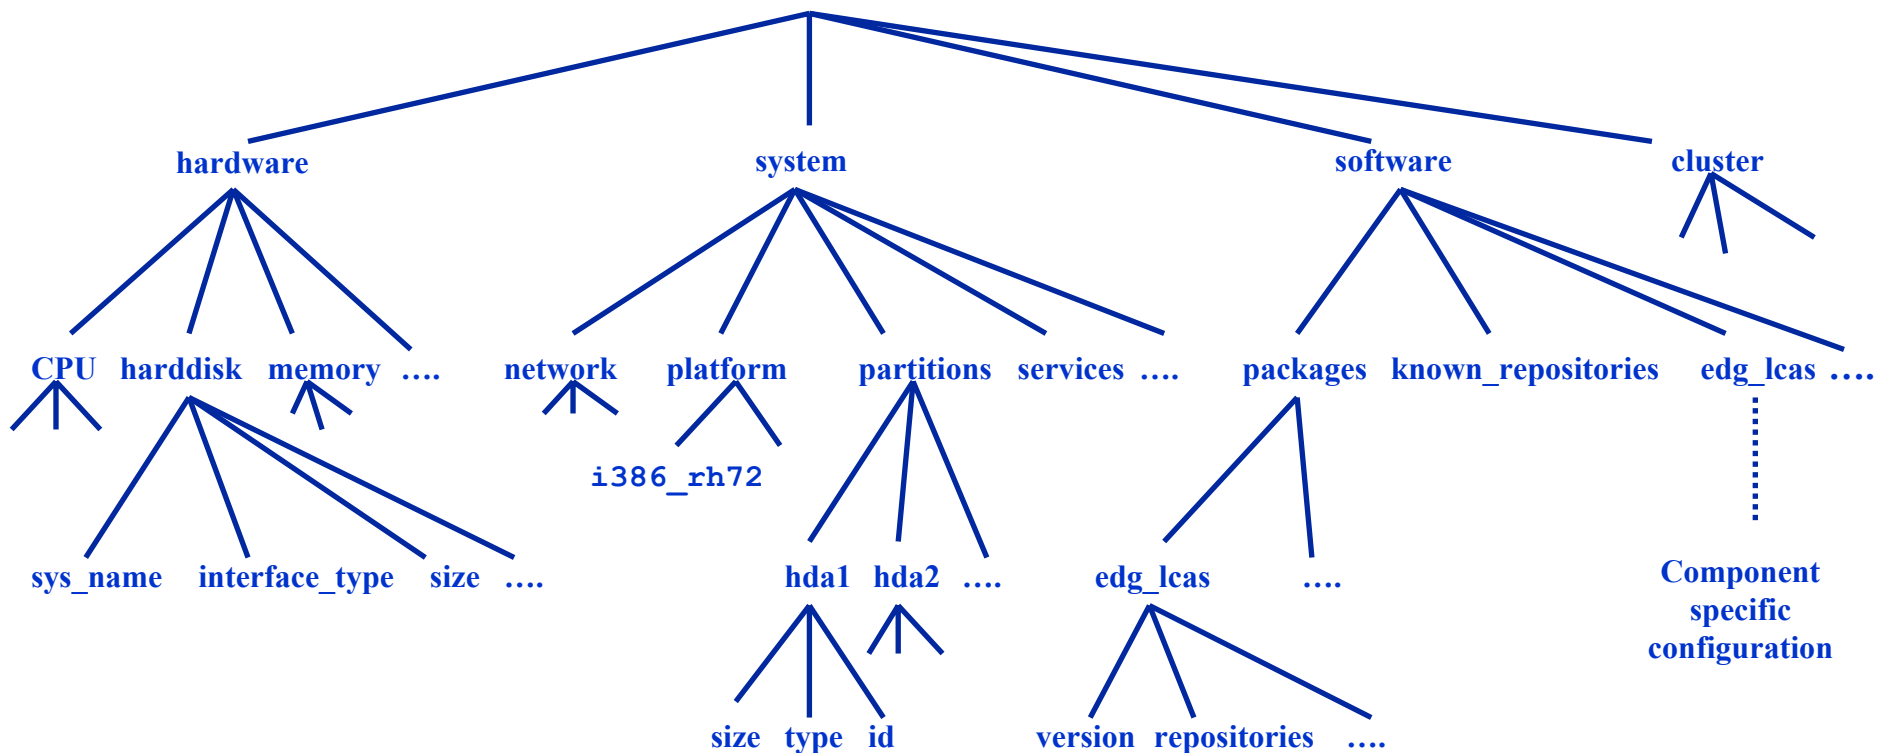 hardware system software cluster
CPU harddisk memory .... network platform partitions services .... packages known_repositories edg_lcas ....
i386_rh72
sys_name interface_type size .... hda1 hda2 .... edg_lcas .... Component
specific
configuration
size type id version repositories ....